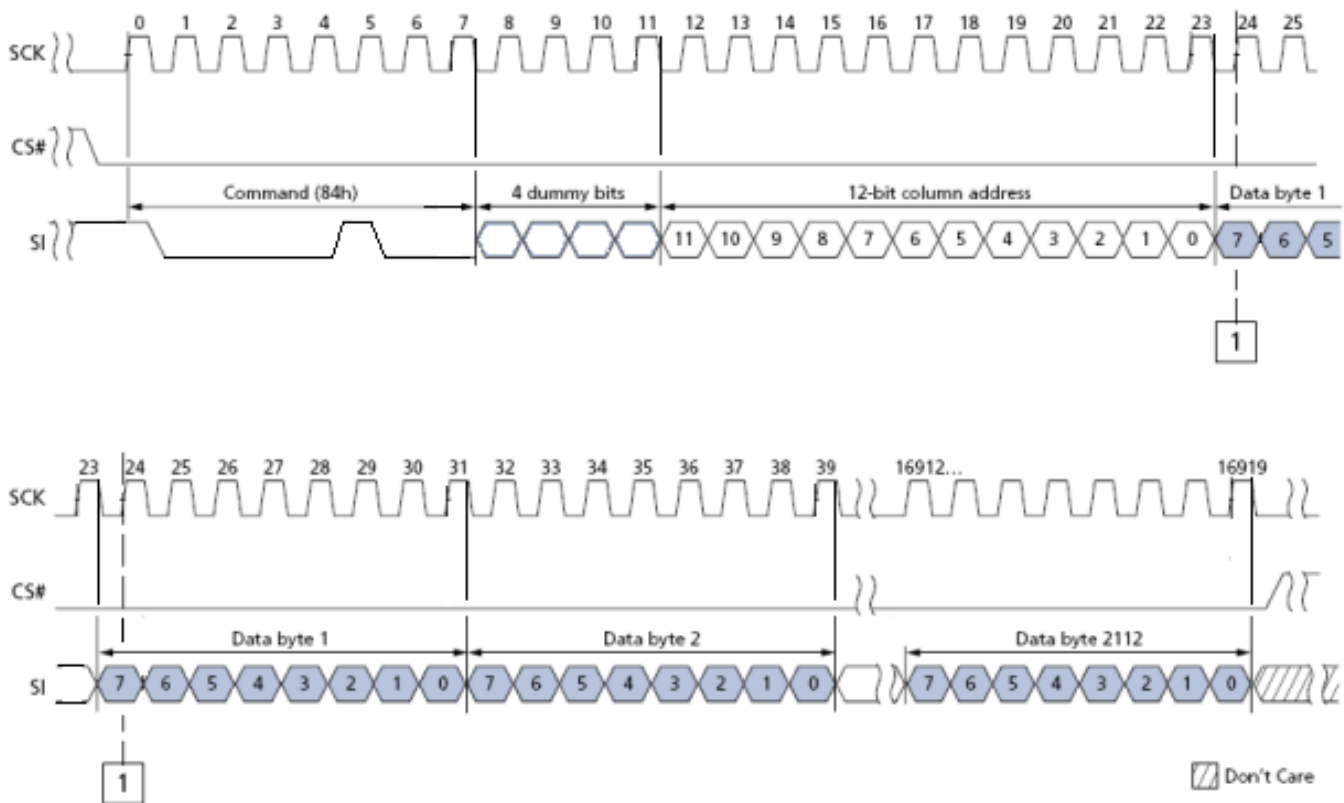 0 1 2 3 4 5 6 7 8 9 10 11 12 13 14 15 16 17 18 19 20 21 22 23 24 25
SCK
CS#
Command (84h) 4 dummy bits 12-bit column address Data byte 1
SI 11 10 9 8 7 6 5 4 3 2 1 0 7 6 5
1
23 24 25 26 27 28 29 30 31 32 33 34 35 36 37 38 39 16912... 16919
SCK
CS#
Data byte 1 Data byte 2 Data byte 2112
SI 7 6 5 4 3 2 1 0 7 6 5 4 3 2 1 0 7 6 5 4 3 2 1 0
1
Don't Care